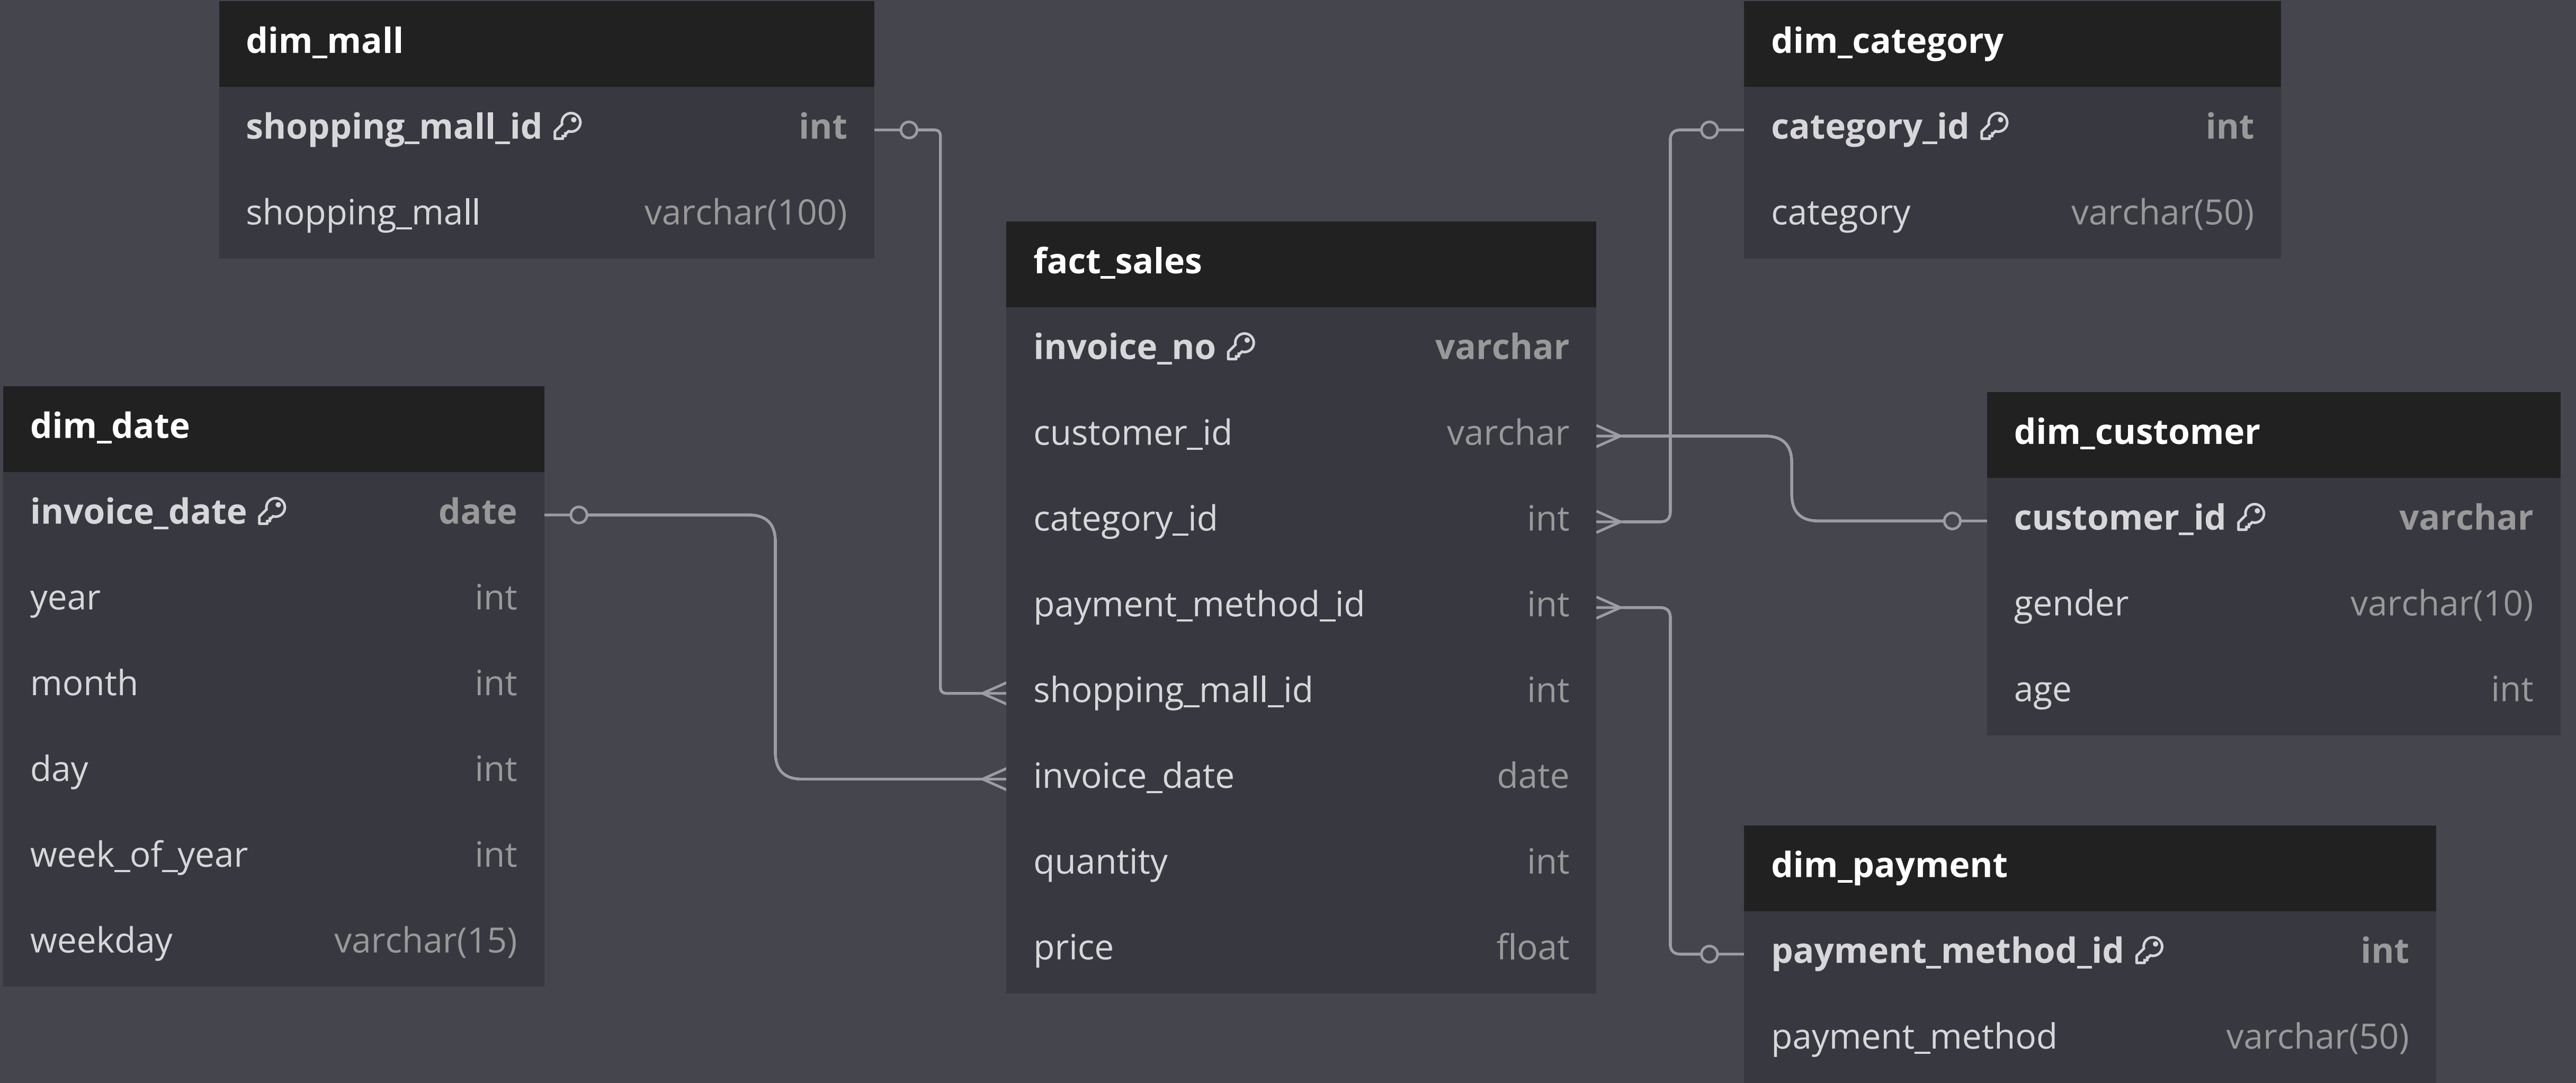 dim_mall
shopping_mall_id int
shopping_mall varchar(100)
dim_category
category_id int
category varchar(50)
fact_sales
invoice_no varchar
customer_id varchar
category_id int
payment_method_id int
shopping_mall_id int
invoice_date date
quantity int
price float
dim_date
invoice_date date
year int
month int
day int
week_of_year int
weekday varchar(15)
dim_customer
customer_id varchar
gender varchar(10)
age int
dim_payment
payment_method_id int
payment_method varchar(50)